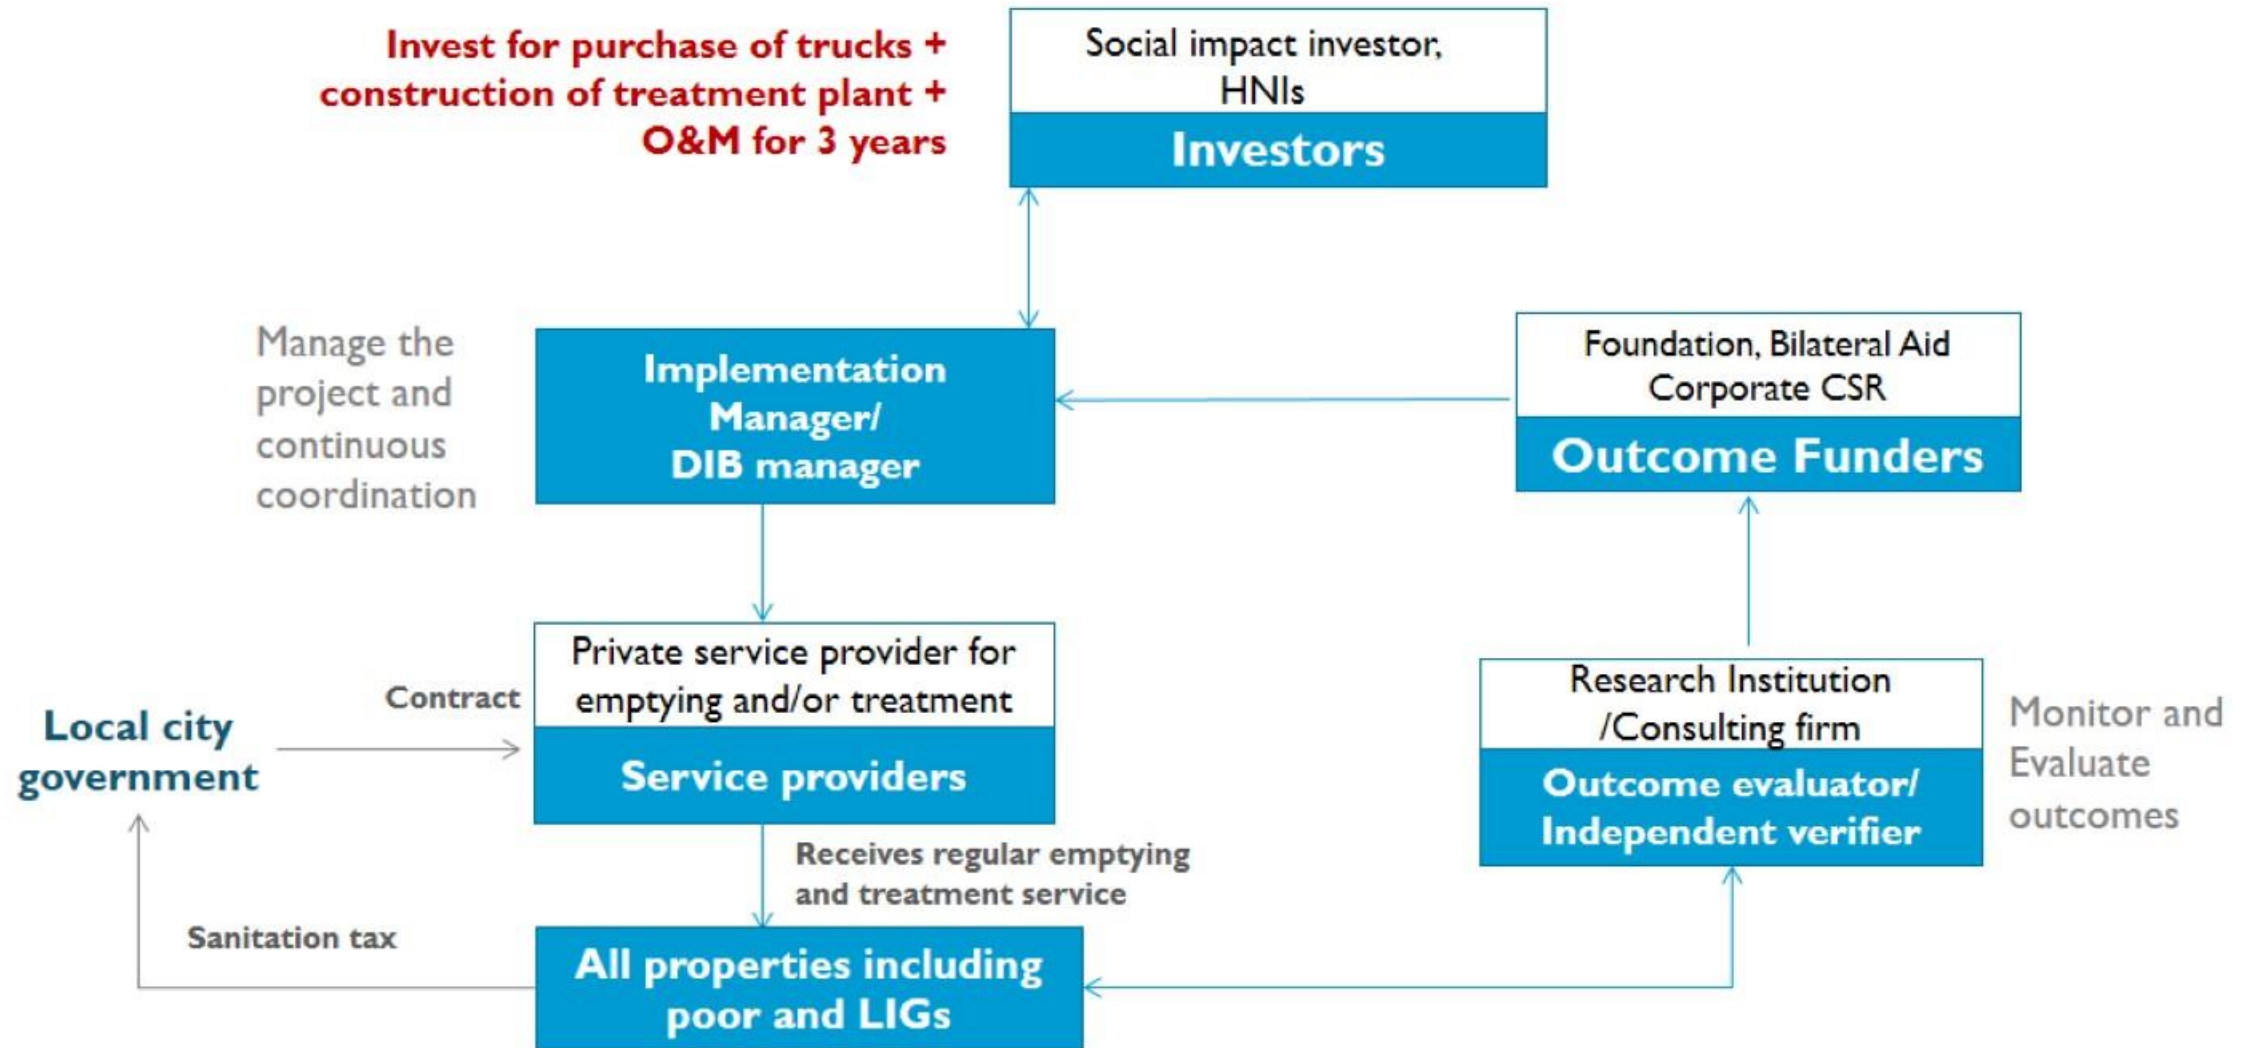 Invest for purchase of trucks +
construction of treatment plant +
O&M for 3 years
Social impact investor,
HNIs
Investors
Manage the
project and
continuous
coordination
Implementation
Manager/
DIB manager
Foundation, Bilateral Aid
Corporate CSR
Outcome Funders
Local city
government
Contract
Private service provider for
emptying and/or treatment
Service providers
Research Institution
/Consulting firm
Outcome evaluator/
Independent verifier
Monitor and
Evaluate
outcomes
Receives regular emptying
and treatment service
Sanitation tax
All properties including
poor and LIGs